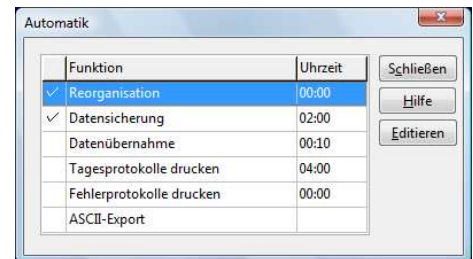 Automatik
Funktion Uhrzeit
Reorganisation 00:00
Datensicherung 02:00
Datenübernahme 00:10
Tagesprotokolle drucken 04:00
Fehlerprotokolle drucken 00:00
ASCII-Export
Schließen
Hilfe
Editieren